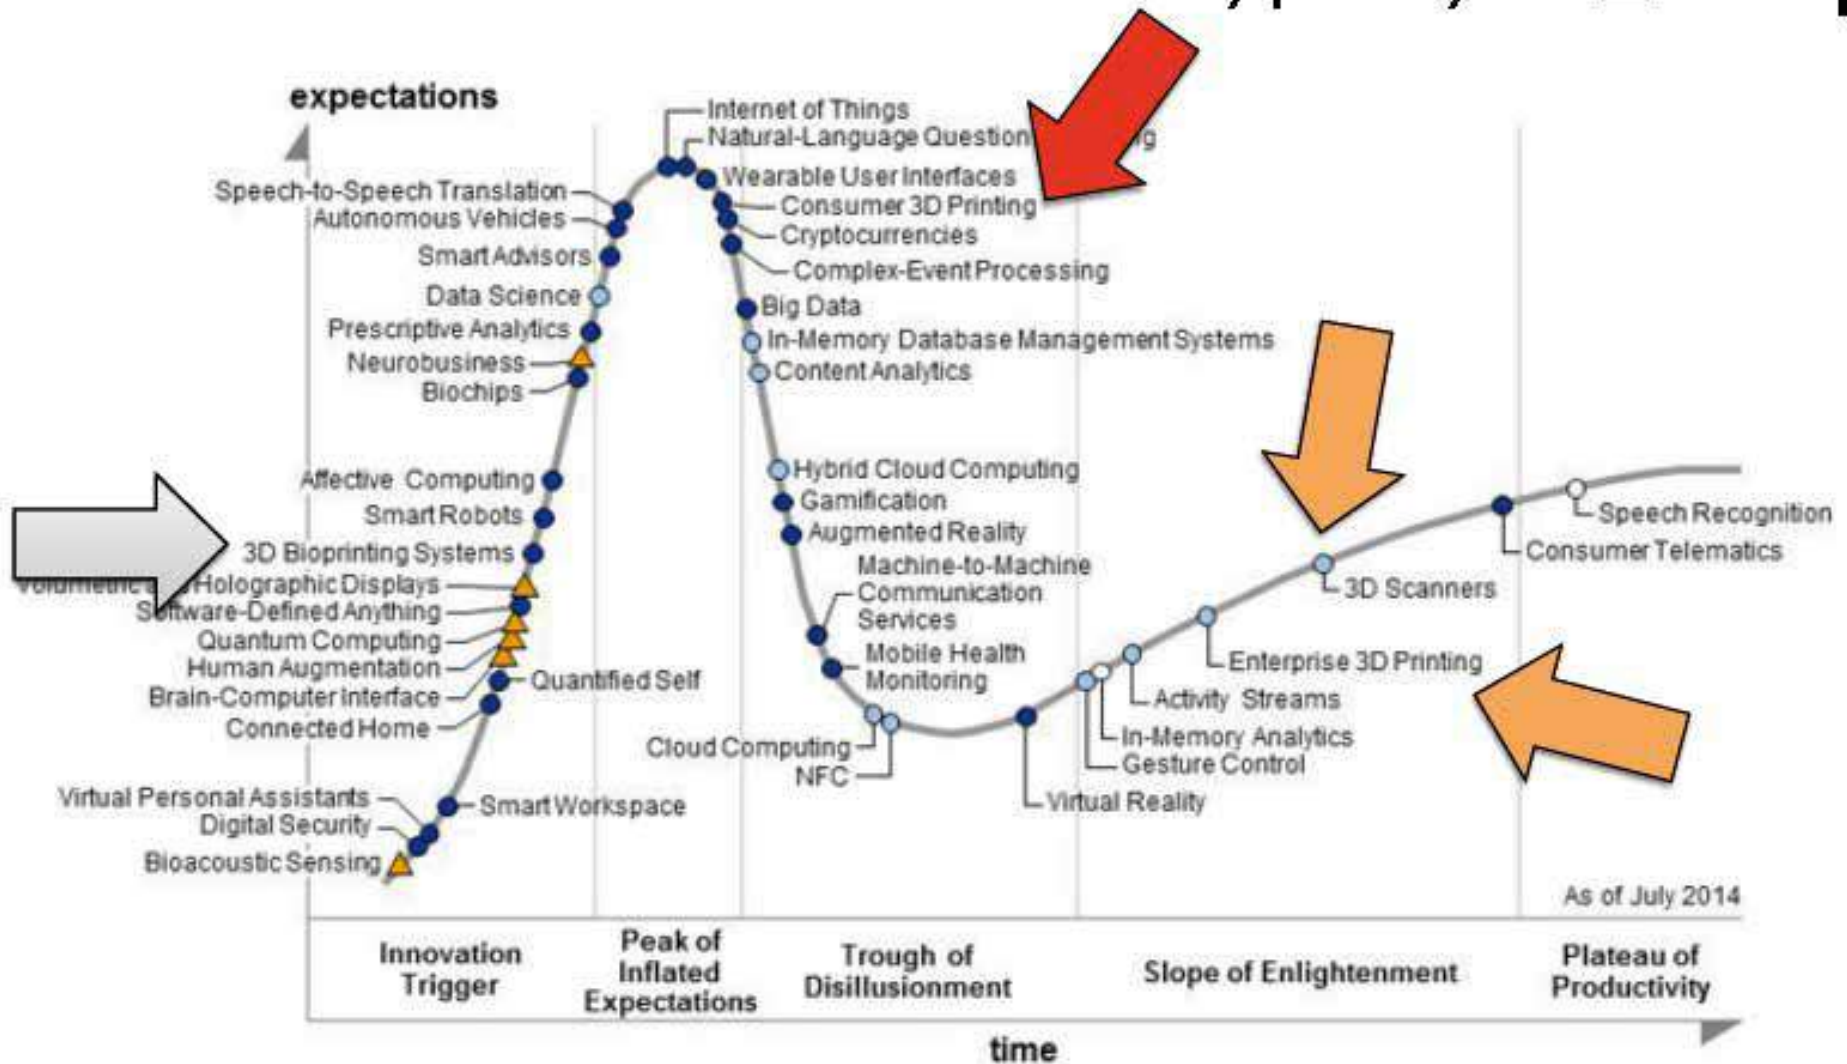 expectations
Internet of Things
Natural-Language Question
Wearable User Interfaces
Consumer 3D Printing
Cryptocurrencies
Complex-Event Processing
Speech-to-Speech Translation
Autonomous Vehicles
Smart Advisors
Data Science
Prescriptive Analytics
Neurobusiness
Biochips
Big Data
In-Memory Database Management Systems
Content Analytics
Affective Computing
Smart Robots
3D Bioprinting Systems
Holographic Displays
Software-Defined Anything
Quantum Computing
Human Augmentation
Brain-Computer Interface
Connected Home
Quantified Self
Virtual Personal Assistants
Digital Security
Bioacoustic Sensing
Smart Workspace
Hybrid Cloud Computing
Gamification
Augmented Reality
Machine-to-Machine
Communication
Services
Mobile Health
Monitoring
Cloud Computing
NFC
Virtual Reality
Gesture Control
In-Memory Analytics
Activity Streams
Enterprise 3D Printing
3D Scanners
Consumer Telematics
Speech Recognition
As of July 2014
Innovation
Trigger
Peak of
Inflated
Expectations
Trough of
Disillusionment
Slope of Enlightenment
Plateau of
Productivity
time